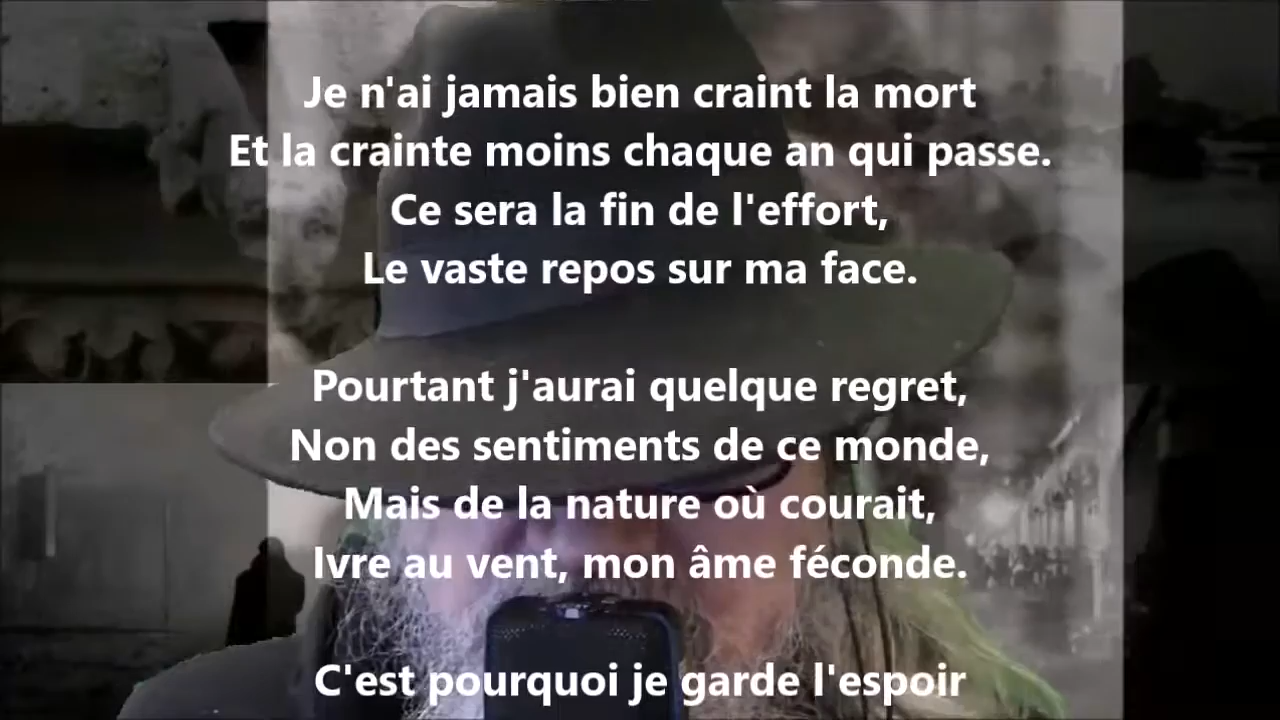 Je n'ai jamais bien craint la mort
Et la crainte moins chaque an qui passe.
Ce sera la fin de l'effort,
Le vaste repos sur ma face.
Pourtant j'aurai quelque regret,
Non des sentiments de ce monde,
Mais de la nature où courait,
Ivre au vent, mon âme féconde.
C'est pourquoi je garde l'espoir